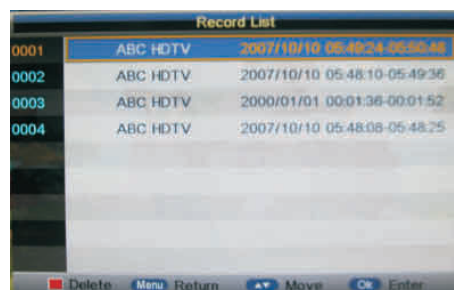 Record List
0001 ABC HDTV 2007/10/10 05:49:24-05:50:46
0002 ABC HDTV 2007/10/10 05:48:10-05:49:36
0003 ABC HDTV 2000/01/01 00:01:36-00:01:52
0004 ABC HDTV 2007/10/10 05:48:08-05:48:25
Delete Menu Return Move OK Enter